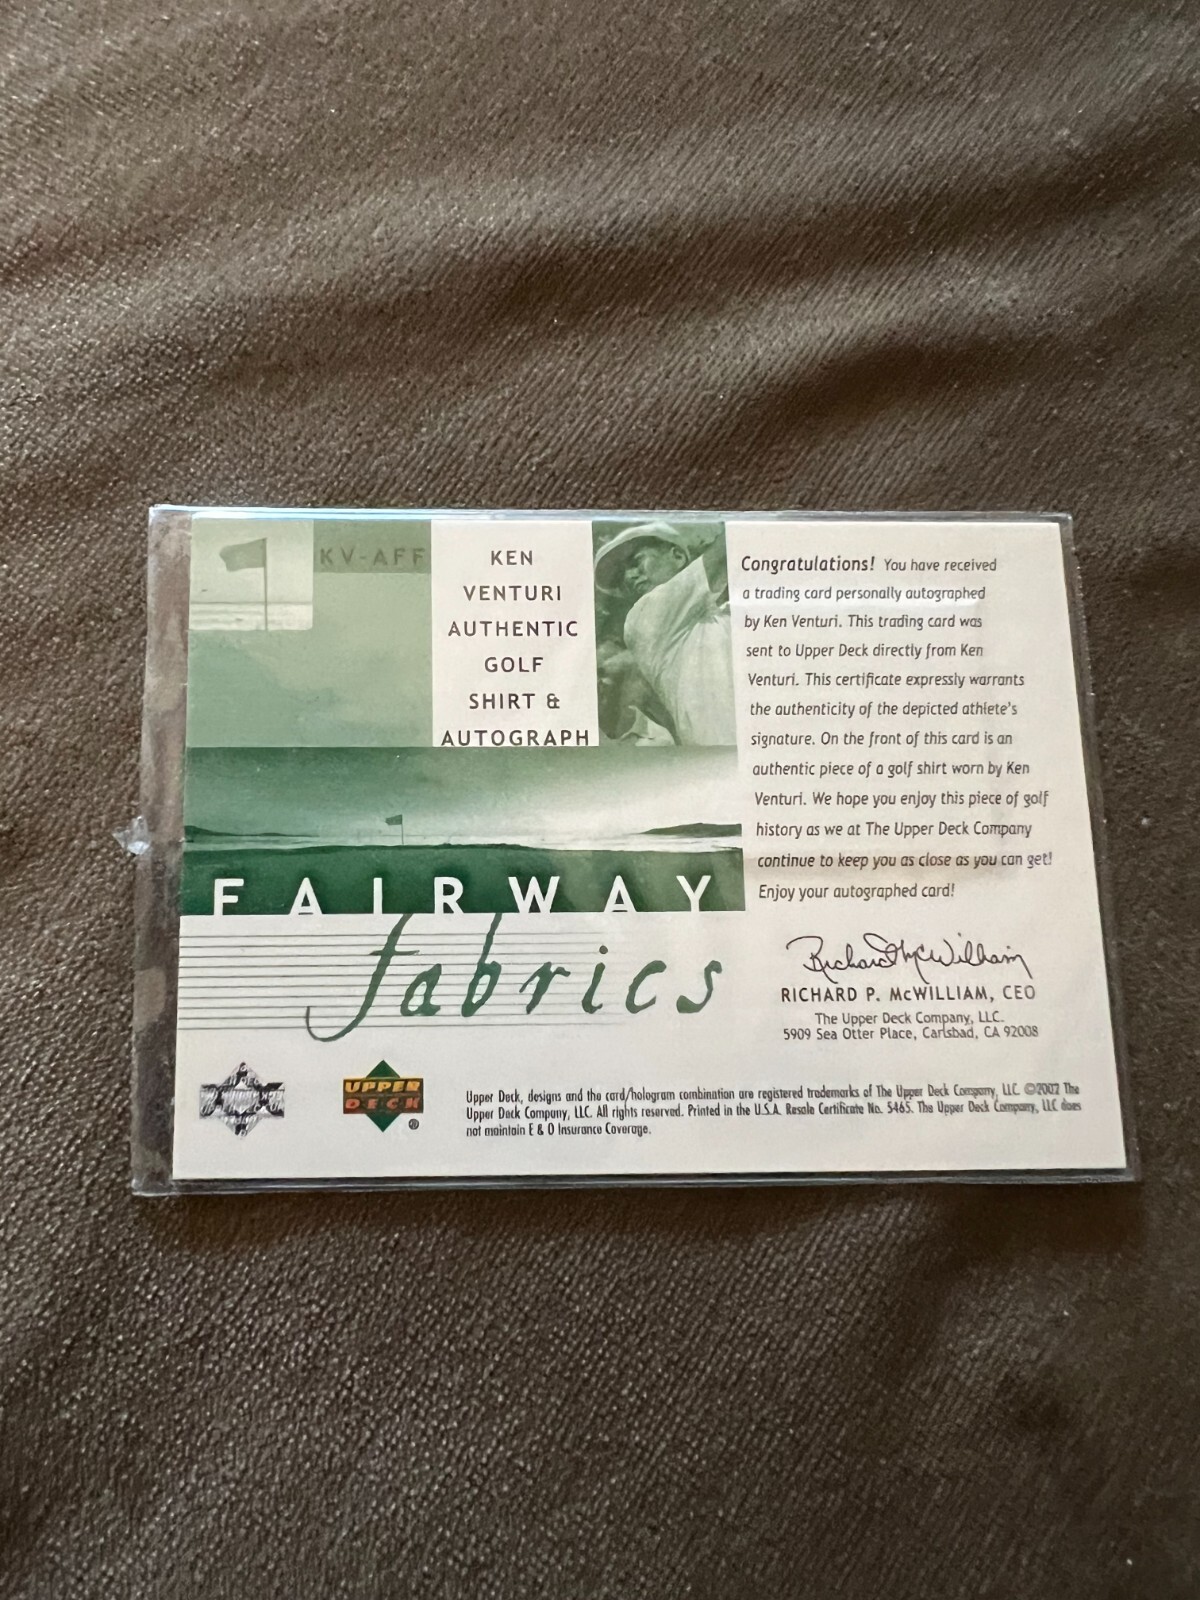 KV-AFF
KEN
VENTURI
AUTHENTIC
GOLF
SHIRT &
AUTOGRAPH
Congratulations! You have received
a trading card personally autographed
by Ken Venturi. This trading card was
sent to Upper Deck directly from Ken
Venturi. This certificate expressly warrants
the authenticity of the depicted athlete's
signature. On the front of this card is an
authentic piece of a golf shirt worn by Ken
Venturi. We hope you enjoy this piece of golf
history as we at The Upper Deck Company
continue to keep you as close as you can get!
Enjoy your autographed card!
FAIRWAY
fabrics
Richard McWilliam
RICHARD P. McWILLIAM, CEO
The Upper Deck Company, LLC.
5909 Sea Otter Place, Carlsbad, CA 92008
UPPER
DECK
®
Upper Deck, designs and the card/hologram combination are registered trademarks of The Upper Deck Company, LLC. ©2002 The
Upper Deck Company, LLC. All rights reserved. Printed in the U.S.A. Resale Certificate No. 5465. The Upper Deck Company, LLC does
not maintain E & O Insurance Coverage.